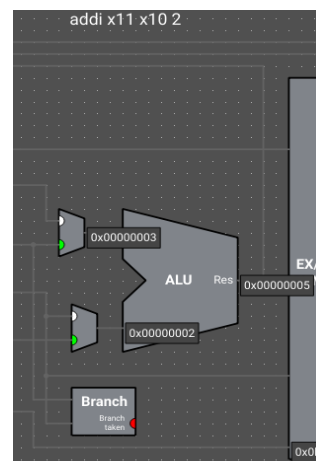 addi x11 x10 2
0x00000003
EX/
ALU
Res
0x00000005
0x00000002
Branch
Branch
taken